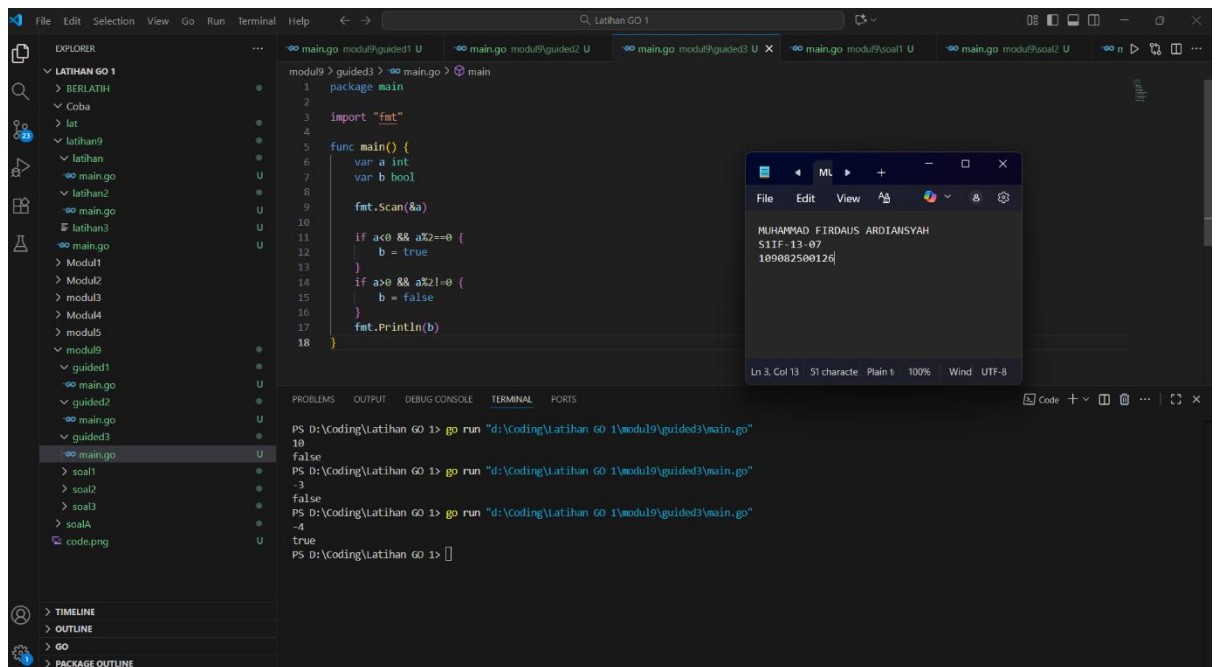 File Edit Selection View Go Run Terminal Help
Latihan GO 1
EXPLORER
LATIHAN GO 1
BERLATIH
Coba
lat
latihan9
latihan
main.go U
latihan2
main.go U
latihan3 U
main.go U
Modul1
Modul2
modul3
Modul4
modul5
modul9
guided1
main.go U
guided2
main.go U
guided3
main.go U
soal1
soal2
soal3
soalA
code.png U
TIMELINE
OUTLINE
GO
PACKAGE OUTLINE
23
1
main.go modul9\guided1 U
main.go modul9\guided2 U
main.go modul9\guided3 U
main.go modul9\soal1 U
main.go modul9\soal2 U
modul9 > guided3 > main.go > main
1 package main
2
3 import "fmt"
4
5 func main() {
6 var a int
7 var b bool
8
9 fmt.Scan(&a)
10
11 if a<0 && a%2==0 {
12 b = true
13 }
14 if a>0 && a%2!=0 {
15 b = false
16 }
17 fmt.Println(b)
18 }
MU
File Edit View
MUHAMMAD FIRDAUS ARDIANSYAH
S1IF-13-07
109082500126
Ln 3, Col 13 51 characte Plain t 100% Wind UTF-8
PROBLEMS OUTPUT DEBUG CONSOLE TERMINAL PORTS
Code
PS D:\Coding\Latihan GO 1> go run "d:\Coding\Latihan GO 1\modul9\guided3\main.go"
10
false
PS D:\Coding\Latihan GO 1> go run "d:\Coding\Latihan GO 1\modul9\guided3\main.go"
-3
false
PS D:\Coding\Latihan GO 1> go run "d:\Coding\Latihan GO 1\modul9\guided3\main.go"
-4
true
PS D:\Coding\Latihan GO 1>